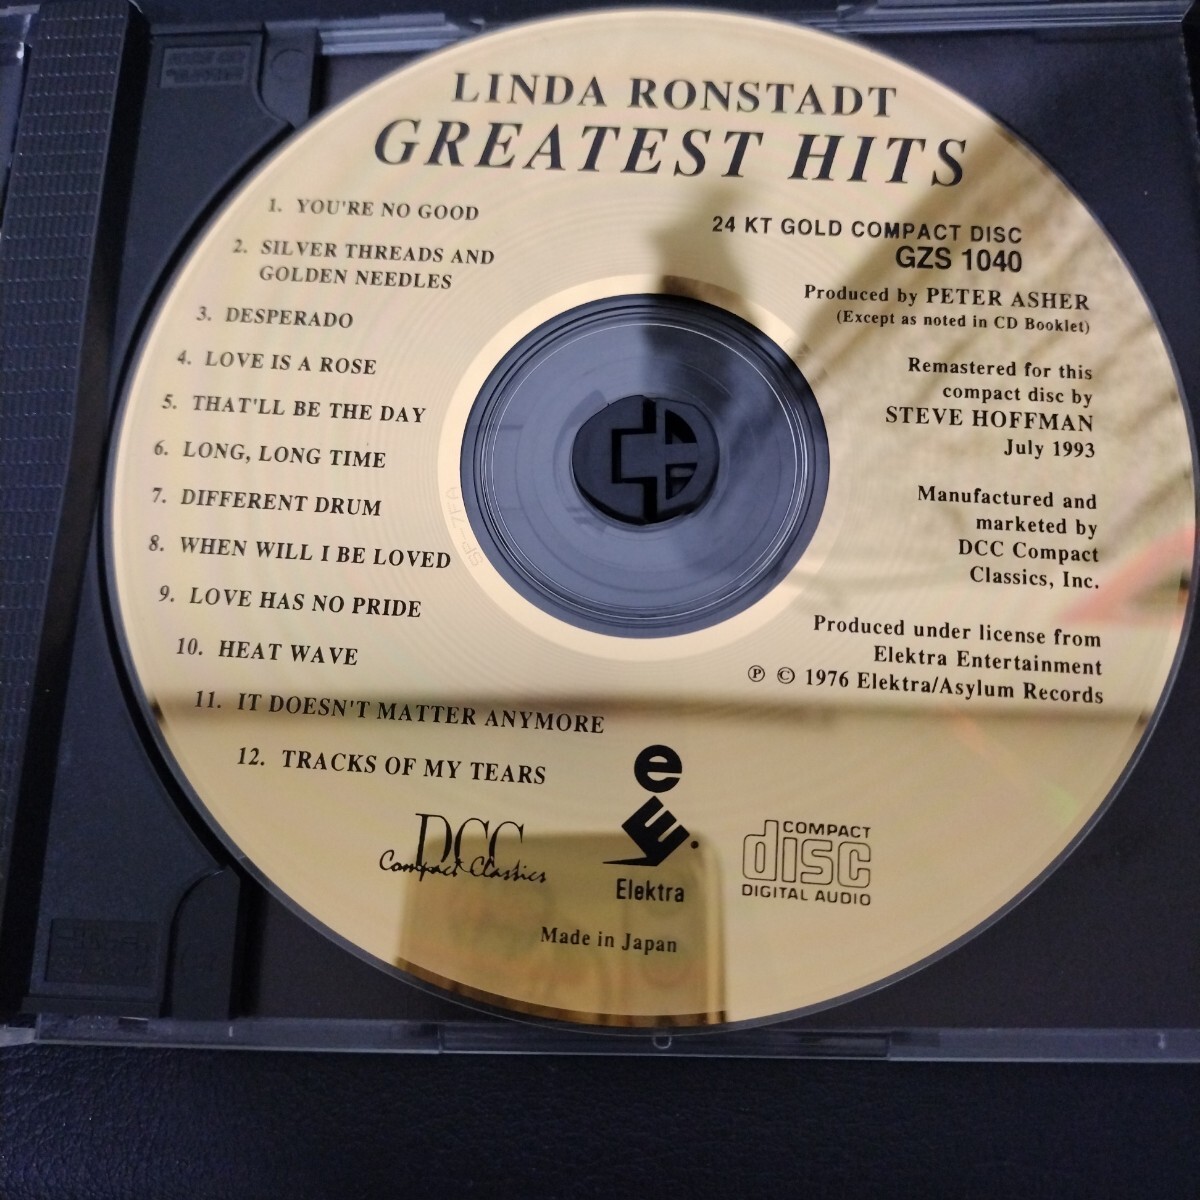 LINDA RONSTADT
GREATEST HITS
1. YOU'RE NO GOOD
2. SILVER THREADS AND
GOLDEN NEEDLES
3. DESPERADO
4. LOVE IS A ROSE
5. THAT'LL BE THE DAY
6. LONG, LONG TIME
7. DIFFERENT DRUM
8. WHEN WILL I BE LOVED
9. LOVE HAS NO PRIDE
10. HEAT WAVE
11. IT DOESN'T MATTER ANYMORE
12. TRACKS OF MY TEARS
24 KT GOLD COMPACT DISC
GZS 1040
Produced by PETER ASHER
(Except as noted in CD Booklet)
Remastered for this
compact disc by
STEVE HOFFMAN
July 1993
Manufactured and
marketed by
DCC Compact
Classics, Inc.
Produced under license from
Elektra Entertainment
℗ © 1976 Elektra/Asylum Records
DCC
Compact Classics
e
E
Elektra
COMPACT
disc
DIGITAL AUDIO
Made in Japan